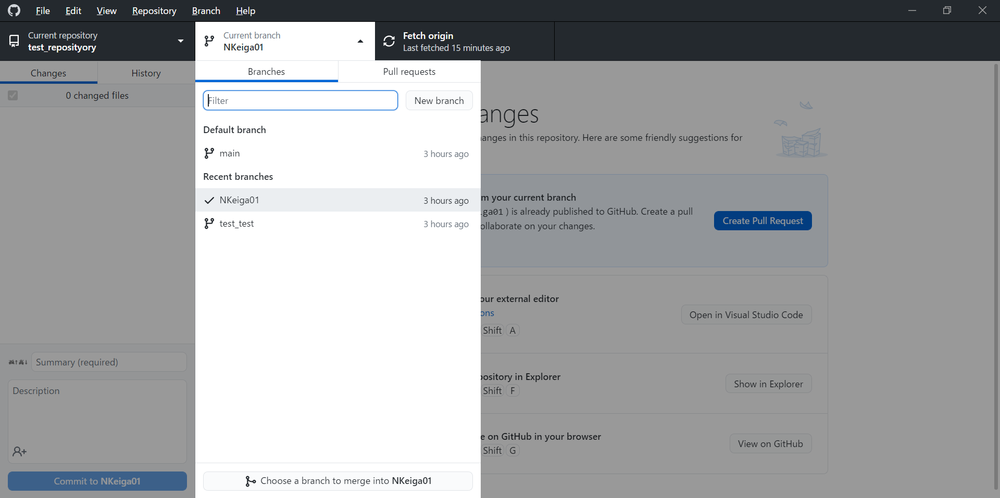 File Edit View Repository Branch Help
Current repository
test_reposityory
Current branch
NKeiga01
Fetch origin
Last fetched 15 minutes ago
Changes History
0 changed files
Summary (required)
Description
Commit to NKeiga01
Branches Pull requests
Filter New branch
Default branch
main 3 hours ago
Recent branches
NKeiga01 3 hours ago
test_test 3 hours ago
Choose a branch to merge into NKeiga01
anges
anges in this repository. Here are some friendly suggestions for
m your current branch
iga01 ) is already published to GitHub. Create a pull
ollaborate on your changes.
Create Pull Request
our external editor
ons
Shift A
Open in Visual Studio Code
pository in Explorer
Shift F
Show in Explorer
e on GitHub in your browser
Shift G
View on GitHub